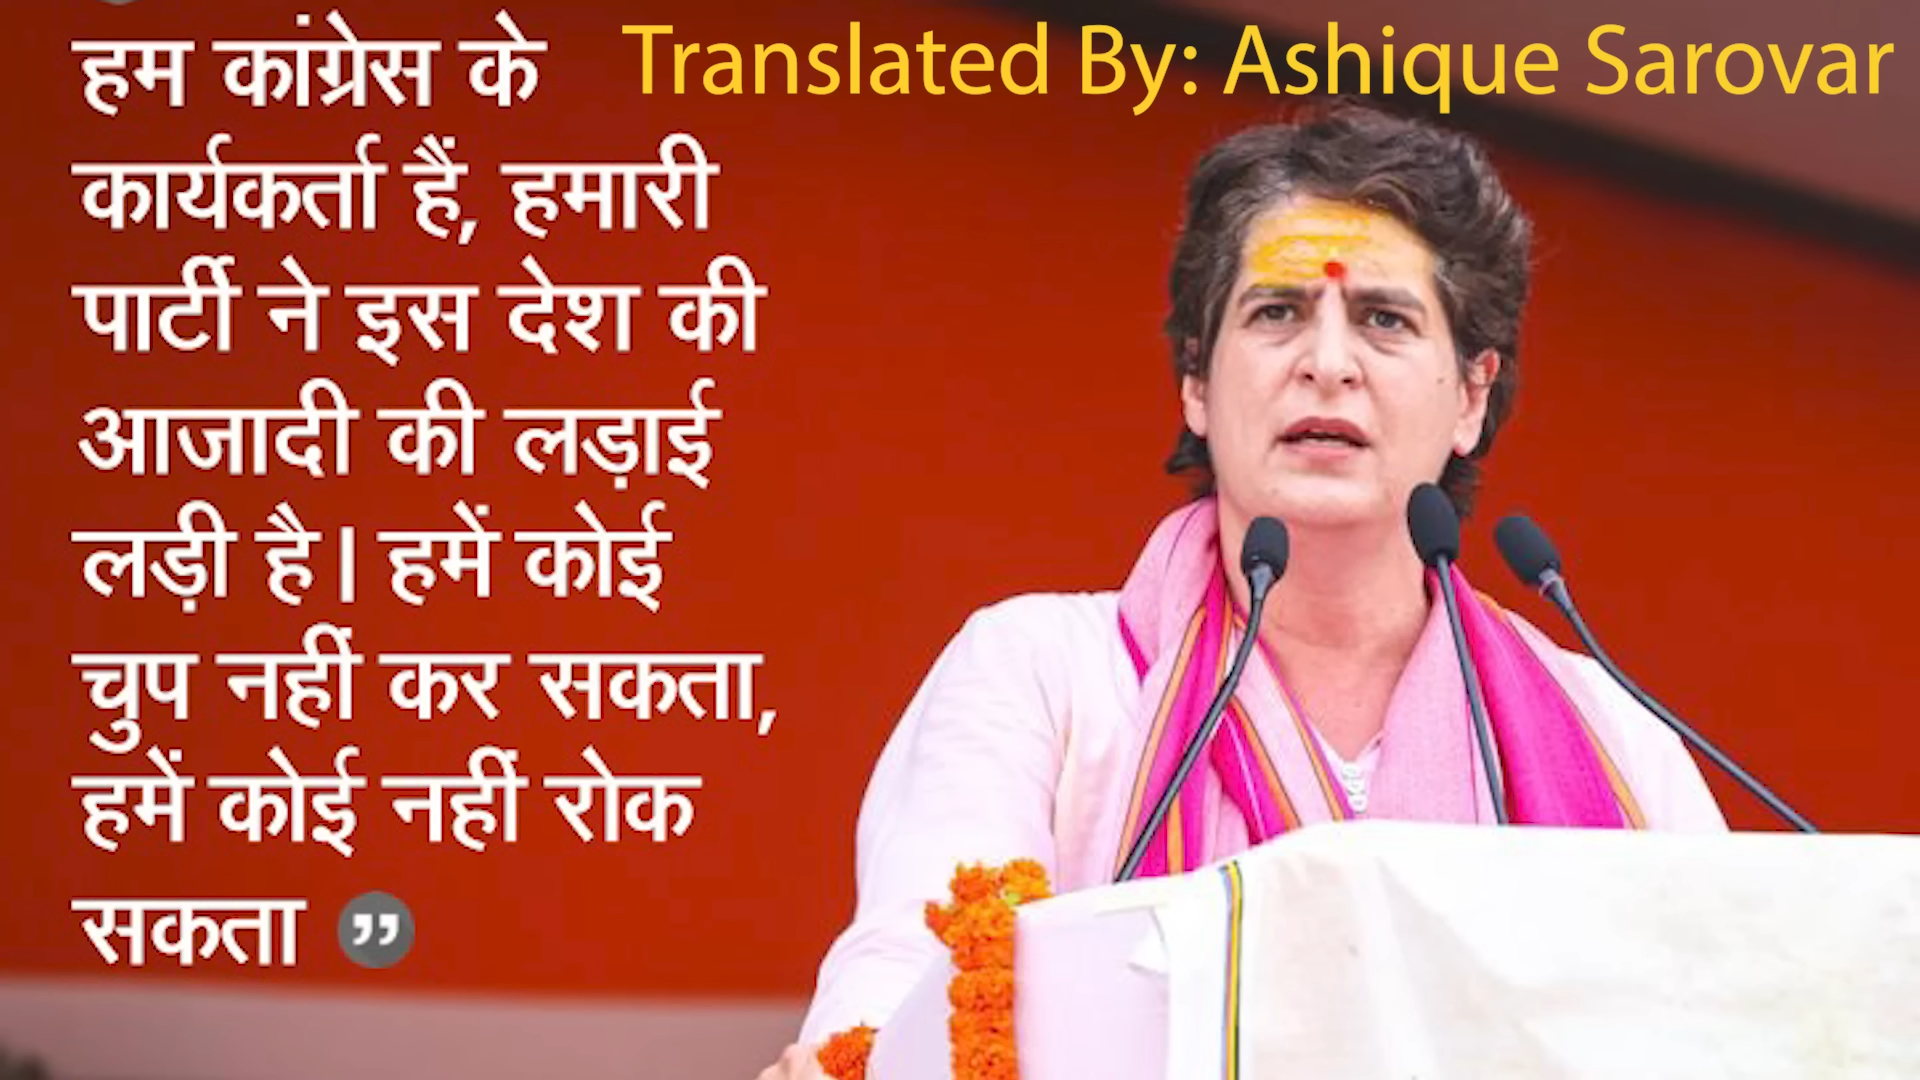 हम कांग्रेस के
Translated By: Ashique Sarovar
कार्यकर्ता हैं, हमारी
पार्टी ने इस देश की
आजादी की लड़ाई
लड़ी है। हमें कोई
चुप नहीं कर सकता,
हमें कोई नहीं रोक
सकता ”